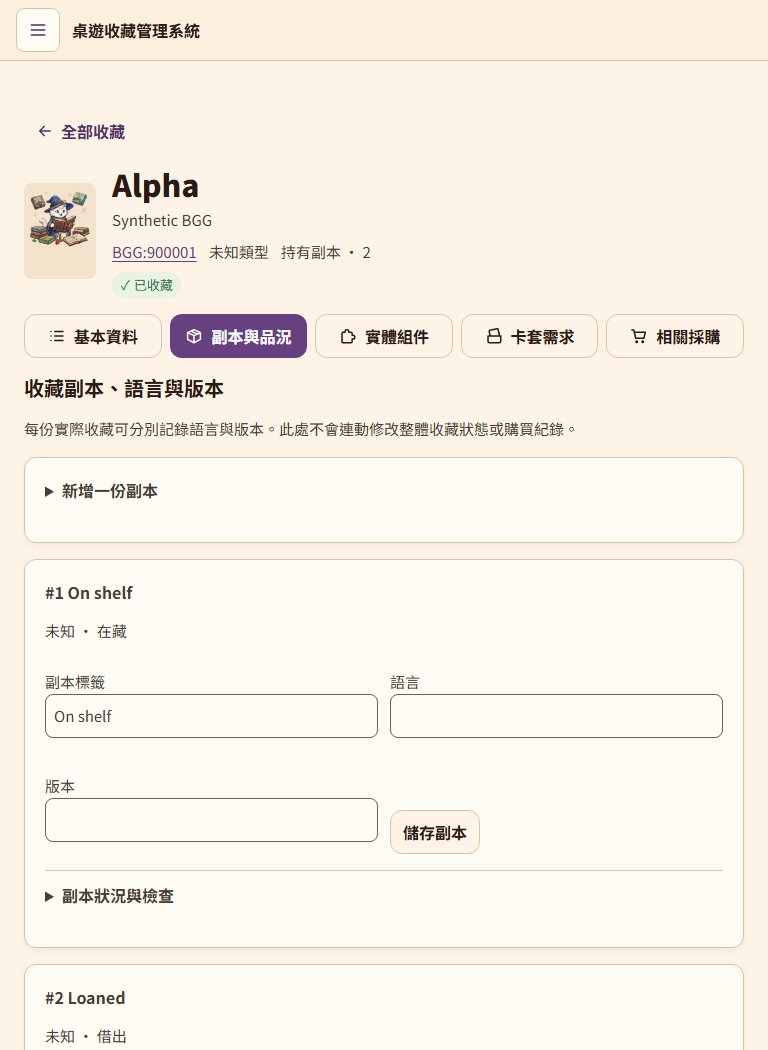 桌遊收藏管理系統
← 全部收藏
Alpha
Synthetic BGG
BGG:900001 未知類型 持有副本 · 2
✓ 已收藏
基本資料 副本與品況 實體組件 卡套需求 相關採購
收藏副本、語言與版本
每份實際收藏可分別記錄語言與版本。此處不會連動修改整體收藏狀態或購買紀錄。
▶ 新增一份副本
#1 On shelf
未知 · 在藏
副本標籤 語言
On shelf
版本
儲存副本
▶ 副本狀況與檢查
#2 Loaned
未知 · 借出